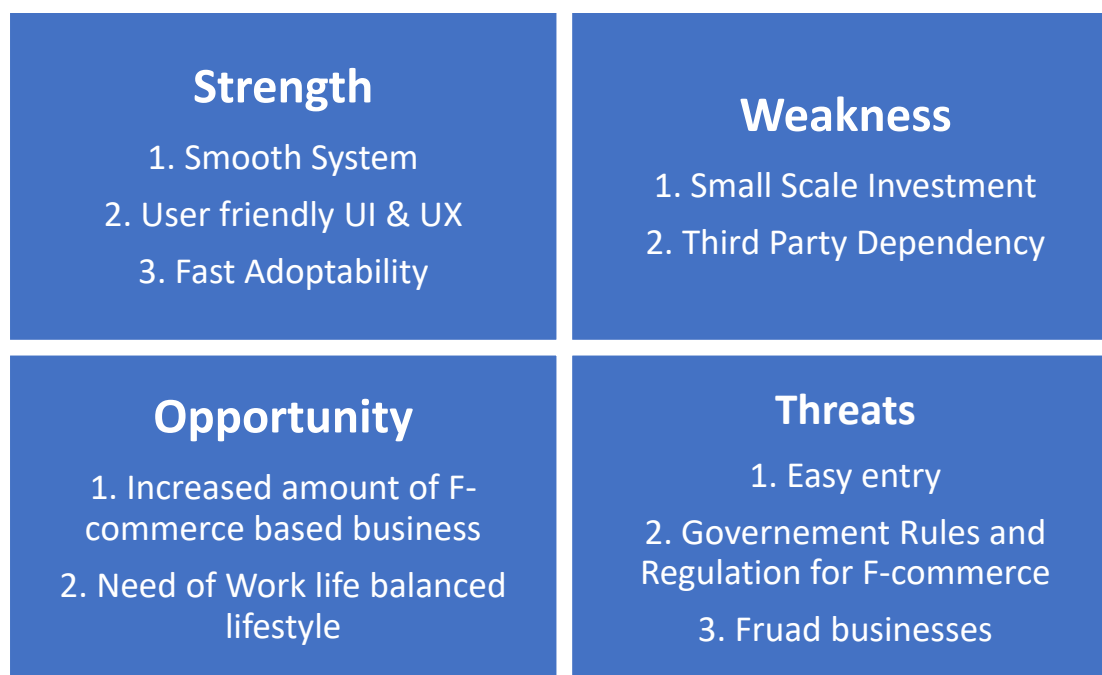 Strength
1. Smooth System
2. User friendly UI & UX
3. Fast Adoptability
Weakness
1. Small Scale Investment
2. Third Party Dependency
Opportunity
1. Increased amount of F-
commerce based business
2. Need of Work life balanced
lifestyle
Threats
1. Easy entry
2. Governement Rules and
Regulation for F-commerce
3. Fruad businesses